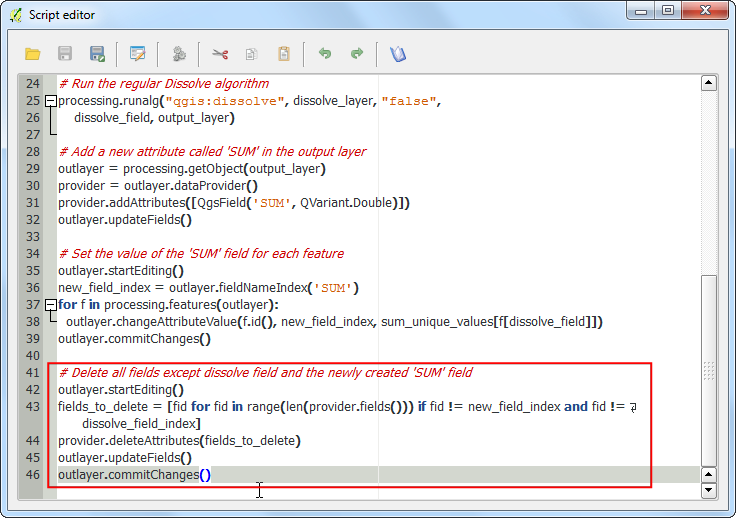 Script editor
24 # Run the regular Dissolve algorithm
25 processing.runalg("qgis:dissolve", dissolve_layer, "false",
26 dissolve_field, output_layer)
27
28 # Add a new attribute called 'SUM' in the output layer
29 outlayer = processing.getObject(output_layer)
30 provider = outlayer.dataProvider()
31 provider.addAttributes([QgsField('SUM', QVariant.Double)])
32 outlayer.updateFields()
33
34 # Set the value of the 'SUM' field for each feature
35 outlayer.startEditing()
36 new_field_index = outlayer.fieldNameIndex('SUM')
37 for f in processing.features(outlayer):
38 outlayer.changeAttributeValue(f.id(), new_field_index, sum_unique_values[f[dissolve_field]])
39 outlayer.commitChanges()
40
41 # Delete all fields except dissolve field and the newly created 'SUM' field
42 outlayer.startEditing()
43 fields_to_delete = [fid for fid in range(len(provider.fields())) if fid != new_field_index and fid !=
dissolve_field_index]
44 provider.deleteAttributes(fields_to_delete)
45 outlayer.updateFields()
46 outlayer.commitChanges()